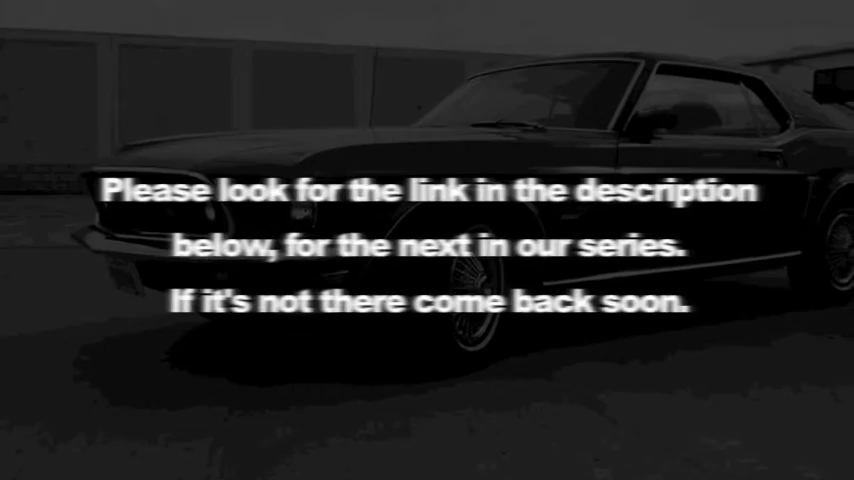 Please look for the link in the description
below, for the next in our series.
If it's not there come back soon.